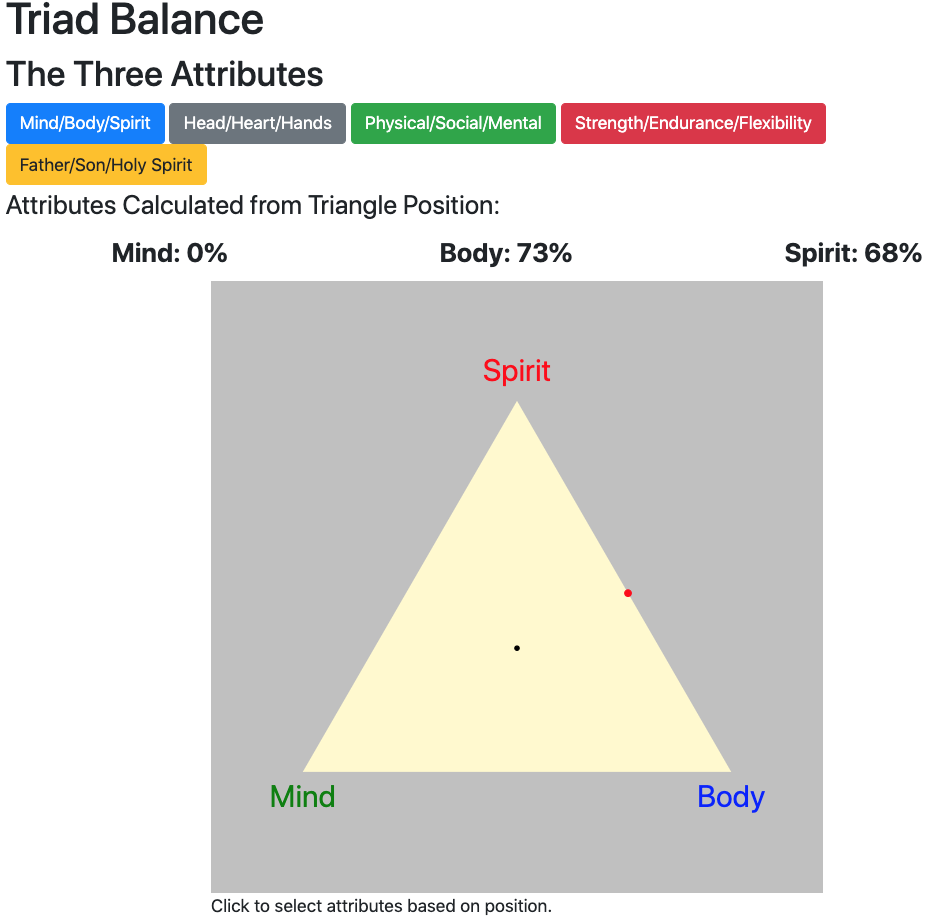 Triad Balance
The Three Attributes
Mind/Body/Spirit Head/Heart/Hands Physical/Social/Mental Strength/Endurance/Flexibility
Father/Son/Holy Spirit
Attributes Calculated from Triangle Position:
Mind: 0% Body: 73% Spirit: 68%
Spirit
Mind Body
Click to select attributes based on position.